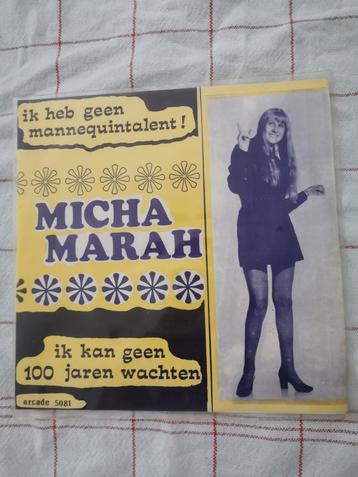 ik heb geen
mannequintalent!
MICHA
MARAH
ik kan geen
100 jaren wachten
arcade 5081